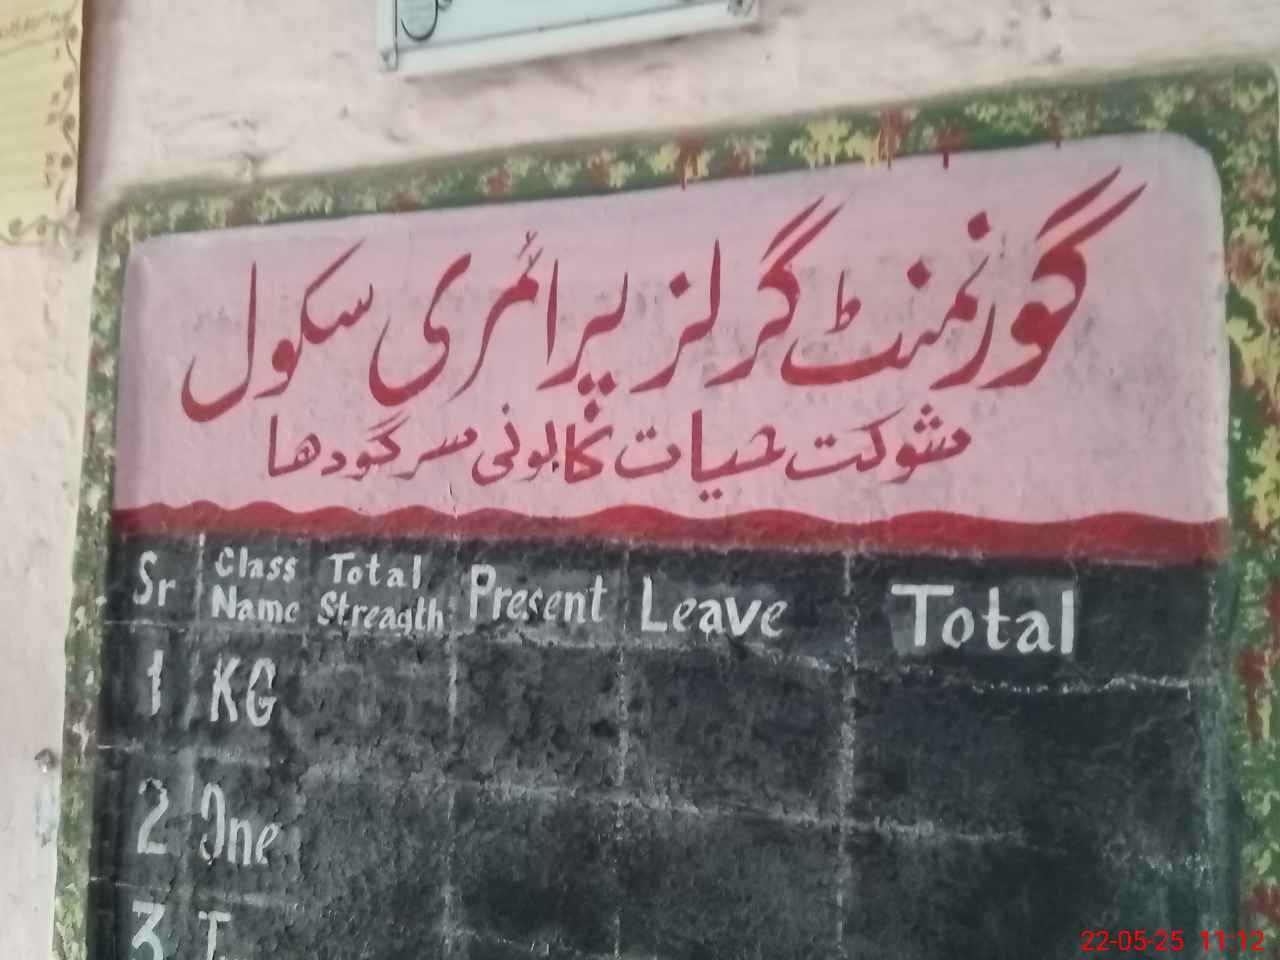 گورنمنٹ گرلز پرائمری سکول
شوکت حیات کالونی سرگودھا
Sr Class Name Total Streagth Present Leave Total
1 KG
2 One
3
22-05-25 11:12